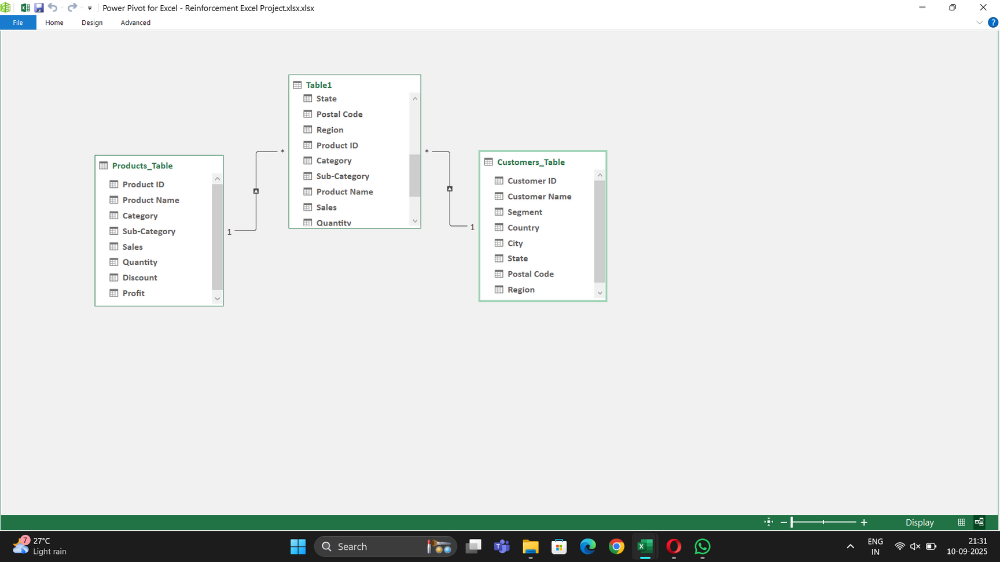 Power Pivot for Excel - Reinforcement Excel Project.xlsx.xlsx
File Home Design Advanced
?
Table1
State
Postal Code
Region
Product ID
Category
Sub-Category
Product Name
Sales
Quantity
*
*
Products_Table
Product ID
Product Name
Category
Sub-Category
Sales
Quantity
Discount
Profit
1
Customers_Table
Customer ID
Customer Name
Segment
Country
City
State
Postal Code
Region
1
Display
7
27°C
Light rain
Search
ENG
IN
21:31
10-09-2025